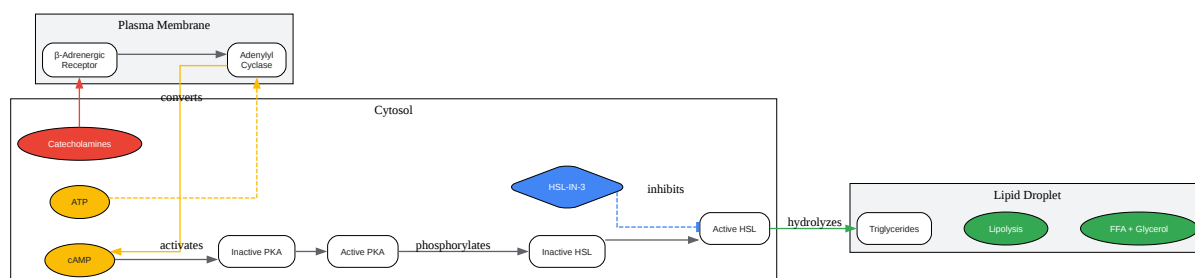 Plasma Membrane
β-Adrenergic
Receptor
Adenylyl
Cyclase
converts
Cytosol
Catecholamines
ATP
HSL-IN-3
inhibits
cAMP
activates
Inactive PKA
Active PKA
phosphorylates
Inactive HSL
Active HSL
hydrolyzes
Lipid Droplet
Triglycerides
Lipolysis
FFA + Glycerol